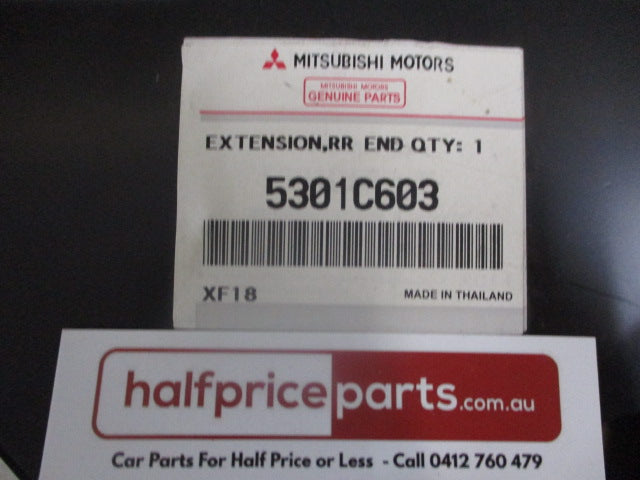 MITSUBISHI MOTORS
MITSUBISHI MOTORS
GENUINE PARTS
EXTENSION,RR END QTY: 1
5301C603
XF18 MADE IN THAILAND
halfpriceparts.com.au
Car Parts For Half Price or Less - Call 0412 760 479